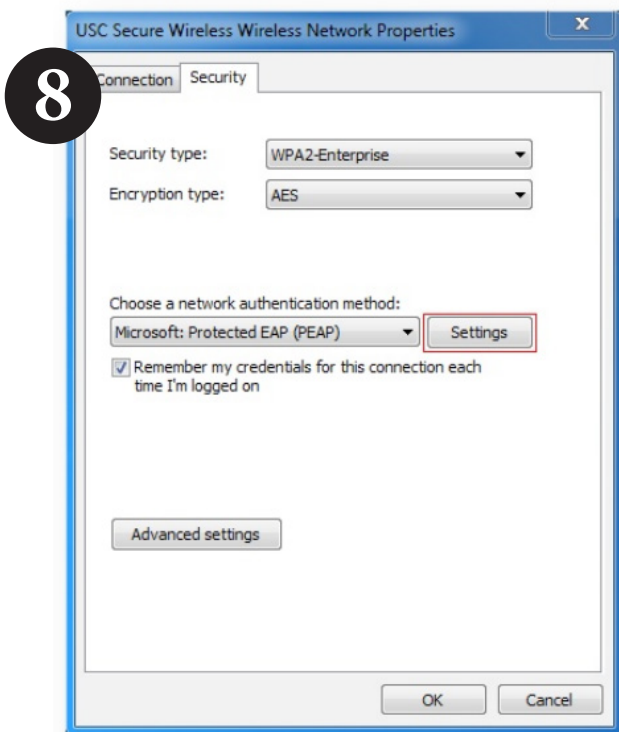 USC Secure Wireless Wireless Network Properties
x
8
Connection Security
Security type: WPA2-Enterprise
Encryption type: AES
Choose a network authentication method:
Microsoft: Protected EAP (PEAP) Settings
Remember my credentials for this connection each
time I'm logged on
Advanced settings
OK Cancel